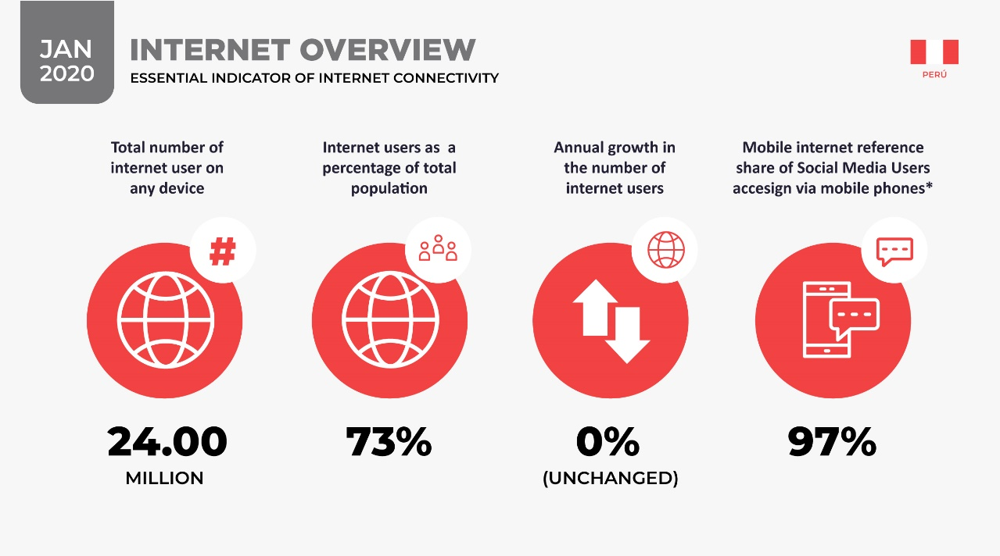 JAN
2020
INTERNET OVERVIEW
ESSENTIAL INDICATOR OF INTERNET CONNECTIVITY
PERÚ
Total number of
internet user on
any device
Internet users as a
percentage of total
population
Annual growth in
the number of
internet users
Mobile internet reference
share of Social Media Users
accesign via mobile phones*
#
24.00
MILLION
73%
0%
(UNCHANGED)
97%